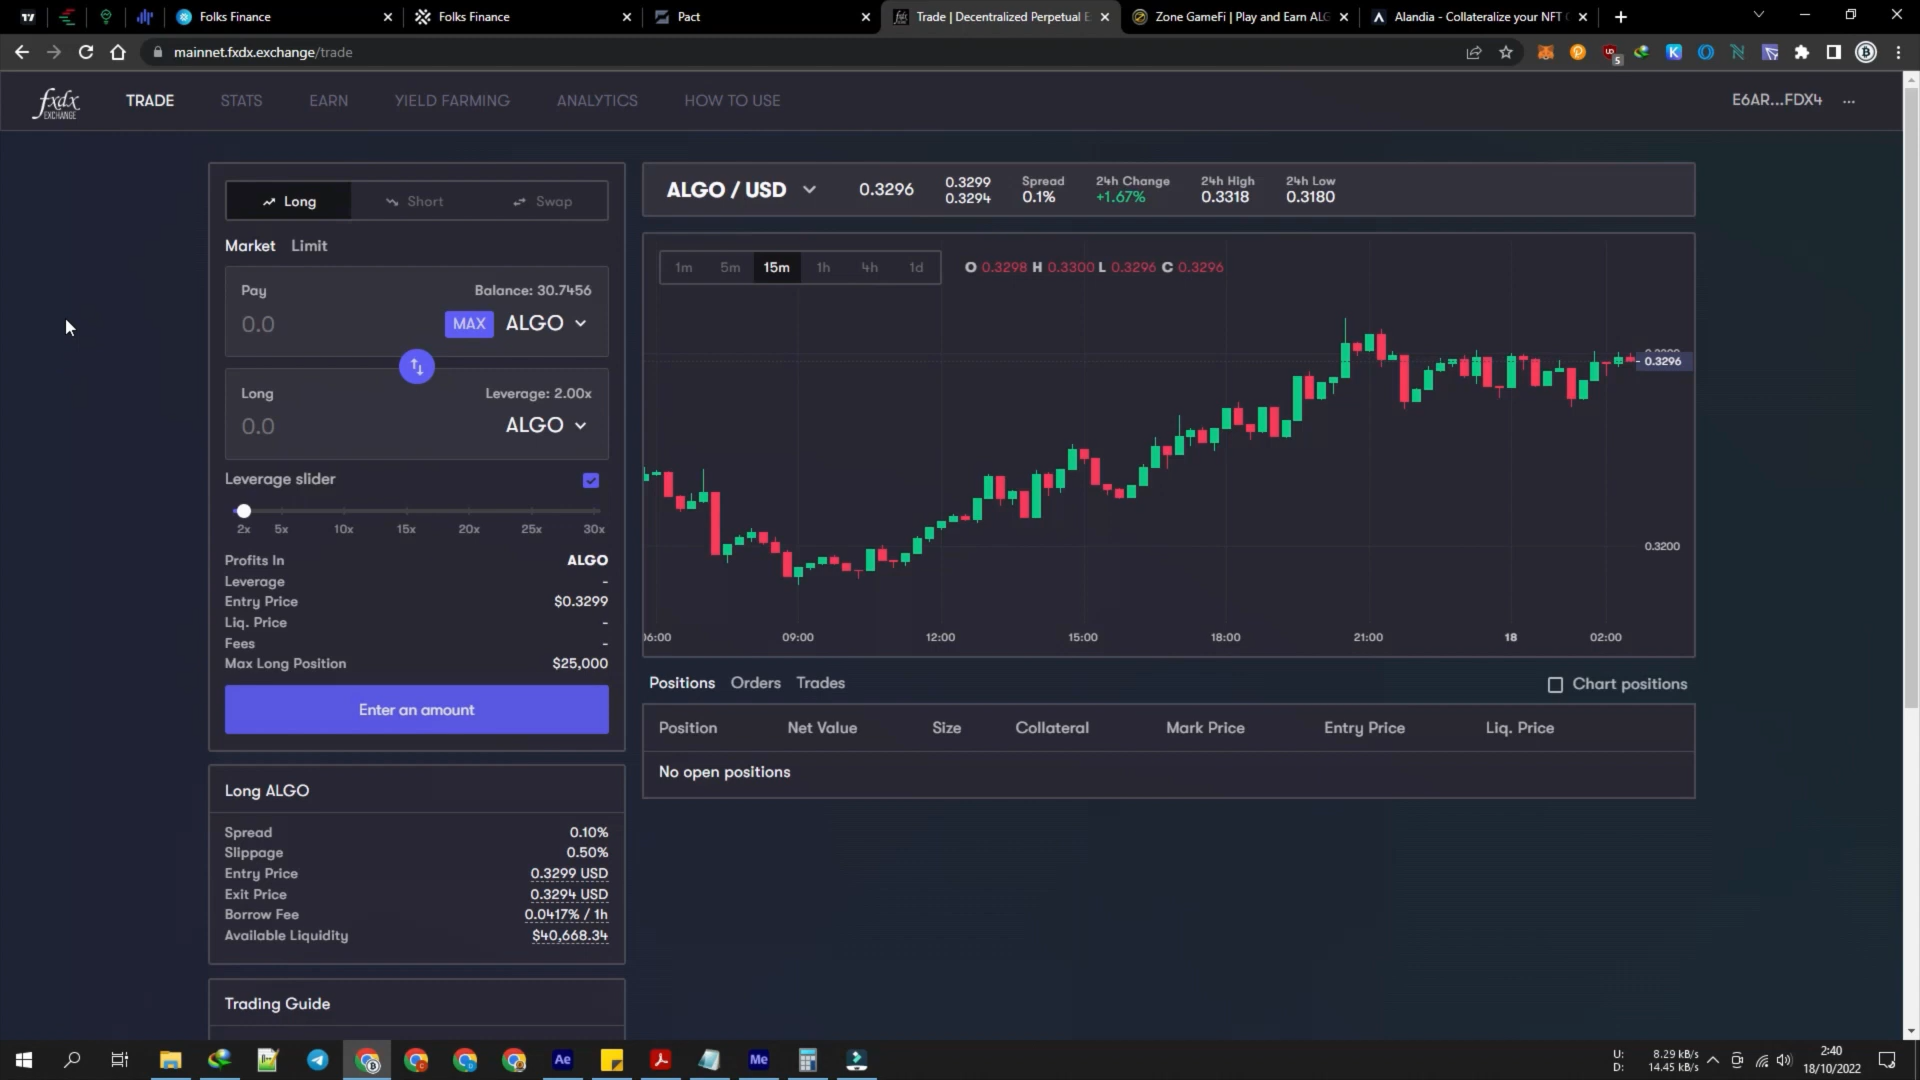 Folks Finance
Folks Finance
Pact
Trade | Decentralized Perpetual E
Zone GameFi | Play and Earn ALG
Alandia - Collateralize your NFT
mainnet.fxdx.exchange/trade
5
fxdx
EXCHANGE
TRADE
STATS
EARN
YIELD FARMING
ANALYTICS
HOW TO USE
E6AR...FDX4
...
Long
Short
Swap
Market
Limit
Pay
Balance: 30.7456
0.0
MAX
ALGO
Long
Leverage: 2.00x
0.0
ALGO
Leverage slider
2x 5x 10x 15x 20x 25x 30x
Profits In
ALGO
Leverage
-
Entry Price
$0.3299
Liq. Price
-
Fees
-
Max Long Position
$25,000
Enter an amount
Long ALGO
Spread
0.10%
Slippage
0.50%
Entry Price
0.3299 USD
Exit Price
0.3294 USD
Borrow Fee
0.0417% / 1h
Available Liquidity
$40,668.34
Trading Guide
ALGO / USD
0.3296
0.3299
0.3294
Spread
0.1%
24h Change
+1.67%
24h High
0.3318
24h Low
0.3180
1m 5m 15m 1h 4h 1d
O 0.3298 H 0.3300 L 0.3296 C 0.3296
0.3296
0.3200
06:00 09:00 12:00 15:00 18:00 21:00 18 02:00
Positions
Orders
Trades
Chart positions
Position
Net Value
Size
Collateral
Mark Price
Entry Price
Liq. Price
No open positions
Ae
Me
U: 8.29 kB/s
D: 14.45 kB/s
2:40
18/10/2022